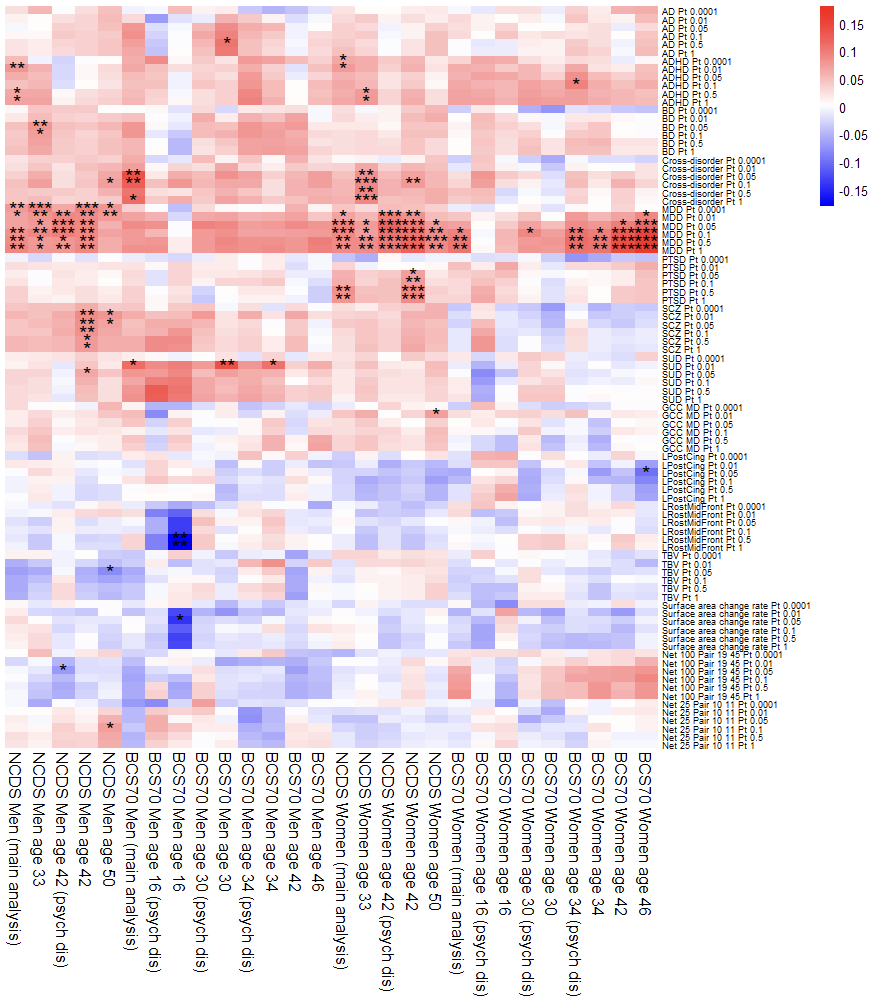 AD Pt 0.0001
AD Pt 0.01
AD Pt 0.05
AD Pt 0.1
AD Pt 0.5
AD Pt 1
ADHD Pt 0.0001
ADHD Pt 0.01
ADHD Pt 0.05
ADHD Pt 0.1
ADHD Pt 0.5
ADHD Pt 1
BD Pt 0.0001
BD Pt 0.01
BD Pt 0.05
BD Pt 0.1
BD Pt 0.5
BD Pt 1
Cross-disorder Pt 0.0001
Cross-disorder Pt 0.01
Cross-disorder Pt 0.05
Cross-disorder Pt 0.1
Cross-disorder Pt 0.5
Cross-disorder Pt 1
MDD Pt 0.0001
MDD Pt 0.01
MDD Pt 0.05
MDD Pt 0.1
MDD Pt 0.5
MDD Pt 1
PTSD Pt 0.0001
PTSD Pt 0.01
PTSD Pt 0.05
PTSD Pt 0.1
PTSD Pt 0.5
PTSD Pt 1
SCZ Pt 0.0001
SCZ Pt 0.01
SCZ Pt 0.05
SCZ Pt 0.1
SCZ Pt 0.5
SCZ Pt 1
SUD Pt 0.0001
SUD Pt 0.01
SUD Pt 0.05
SUD Pt 0.1
SUD Pt 0.5
SUD Pt 1
GCC MD Pt 0.0001
GCC MD Pt 0.01
GCC MD Pt 0.05
GCC MD Pt 0.1
GCC MD Pt 0.5
GCC MD Pt 1
LPostCing Pt 0.0001
LPostCing Pt 0.01
LPostCing Pt 0.05
LPostCing Pt 0.1
LPostCing Pt 0.5
LPostCing Pt 1
LRostMidFront Pt 0.0001
LRostMidFront Pt 0.01
LRostMidFront Pt 0.05
LRostMidFront Pt 0.1
LRostMidFront Pt 0.5
LRostMidFront Pt 1
TBV Pt 0.0001
TBV Pt 0.01
TBV Pt 0.05
TBV Pt 0.1
TBV Pt 0.5
TBV Pt 1
Surface area change rate Pt 0.0001
Surface area change rate Pt 0.01
Surface area change rate Pt 0.05
Surface area change rate Pt 0.1
Surface area change rate Pt 0.5
Surface area change rate Pt 1
Net 100 Pair 19 45 Pt 0.0001
Net 100 Pair 19 45 Pt 0.01
Net 100 Pair 19 45 Pt 0.05
Net 100 Pair 19 45 Pt 0.1
Net 100 Pair 19 45 Pt 0.5
Net 100 Pair 19 45 Pt 1
Net 25 Pair 10 11 Pt 0.0001
Net 25 Pair 10 11 Pt 0.01
Net 25 Pair 10 11 Pt 0.05
Net 25 Pair 10 11 Pt 0.1
Net 25 Pair 10 11 Pt 0.5
Net 25 Pair 10 11 Pt 1
0.15
0.1
0.05
0
-0.05
-0.1
-0.15
NCDS Men (main analysis)
NCDS Men age 33
NCDS Men age 42 (psych dis)
NCDS Men age 42
NCDS Men age 50
BCS70 Men (main analysis)
BCS70 Men age 16 (psych dis)
BCS70 Men age 16
BCS70 Men age 30 (psych dis)
BCS70 Men age 30
BCS70 Men age 34 (psych dis)
BCS70 Men age 34
BCS70 Men age 42
BCS70 Men age 46
NCDS Women (main analysis)
NCDS Women age 33
NCDS Women age 42 (psych dis)
NCDS Women age 42
NCDS Women age 50
BCS70 Women (main analysis)
BCS70 Women age 16 (psych dis)
BCS70 Women age 16
BCS70 Women age 30 (psych dis)
BCS70 Women age 30
BCS70 Women age 34 (psych dis)
BCS70 Women age 34
BCS70 Women age 42
BCS70 Women age 46